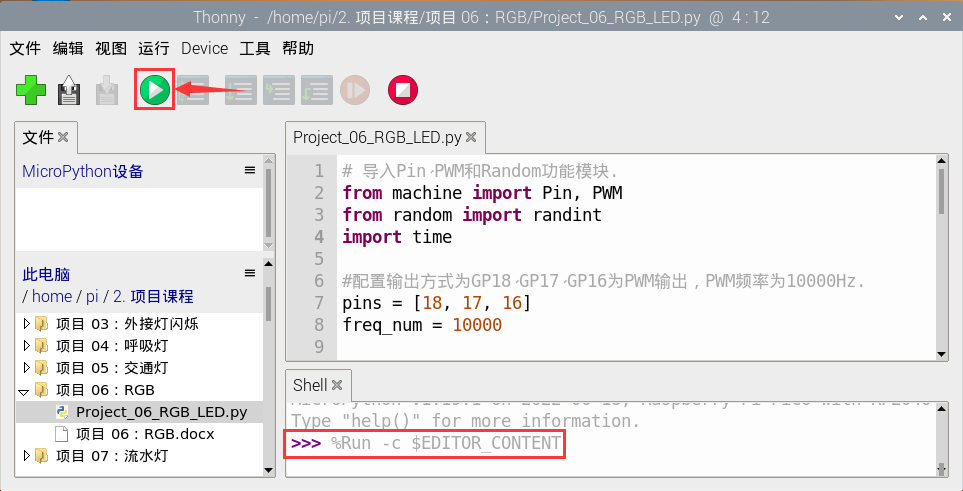 Thonny - /home/pi/2. 项目课程/项目 06：RGB/Project_06_RGB_LED.py @ 4 : 12
文件 编辑 视图 运行 Device 工具 帮助
文件
MicroPython设备
此电脑
/ home / pi / 2. 项目课程
项目 03：外接灯闪烁
项目 04：呼吸灯
项目 05：交通灯
项目 06：RGB
Project_06_RGB_LED.py
项目 06：RGB.docx
项目 07：流水灯
Project_06_RGB_LED.py
1 # 导入Pin、PWM和Random功能模块.
2 from machine import Pin, PWM
3 from random import randint
4 import time
5
6 #配置输出方式为GP18、GP17、GP16为PWM输出，PWM频率为10000Hz.
7 pins = [18, 17, 16]
8 freq_num = 10000
9
Shell
Type "help()" for more information.
>>> %Run -c $EDITOR_CONTENT